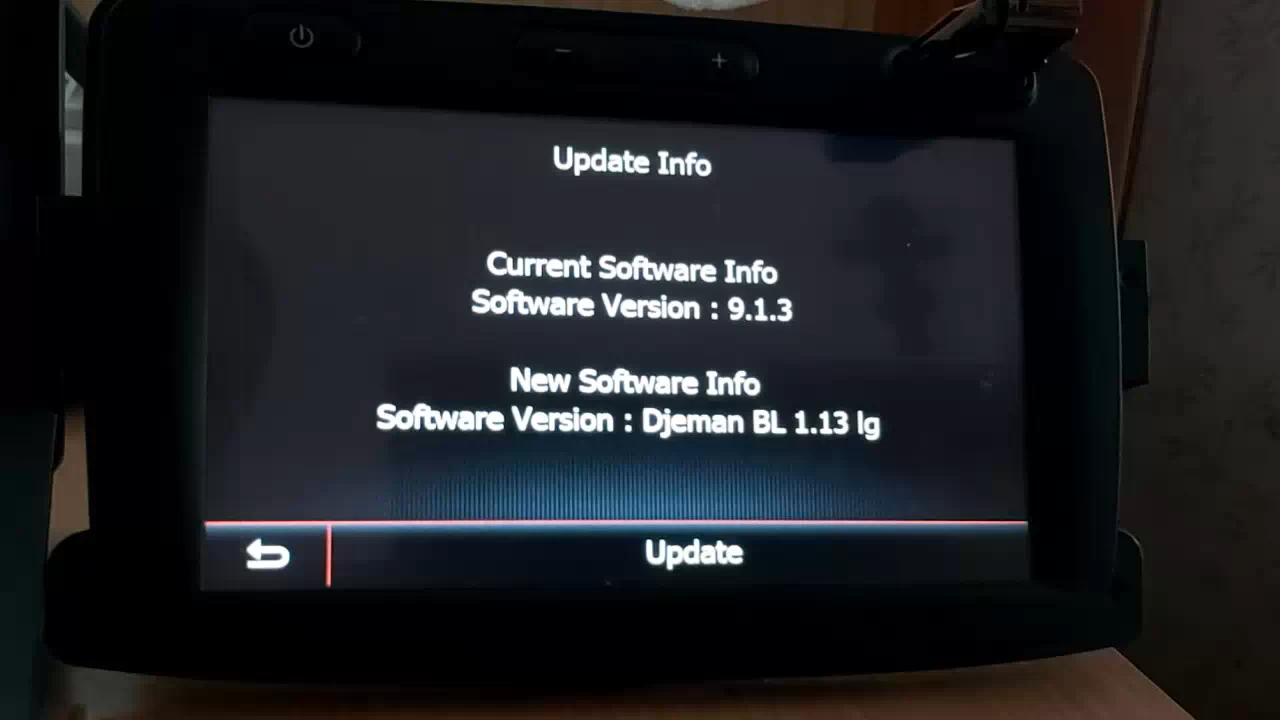 Update Info
Current Software Info
Software Version : 9.1.3
New Software Info
Software Version : Djeman BL 1.13 lg
Update